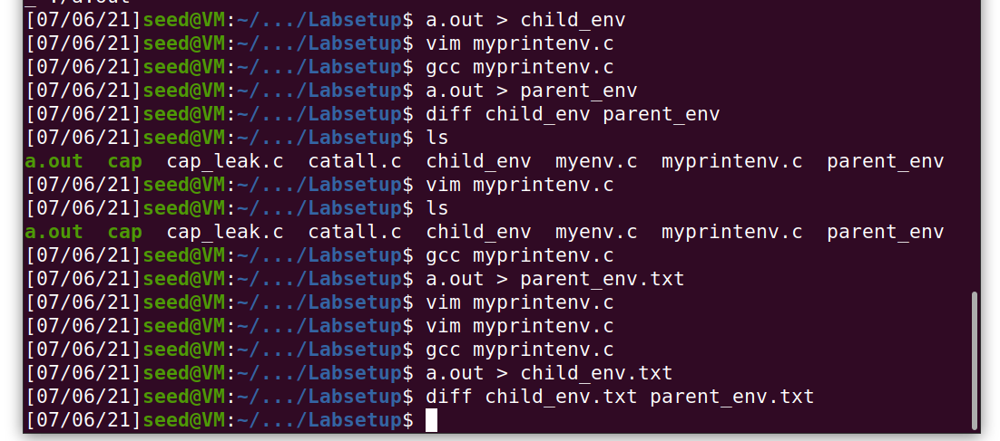 _ ./a.out
[07/06/21]seed@VM:~/.../Labsetup$ a.out > child_env
[07/06/21]seed@VM:~/.../Labsetup$ vim myprintenv.c
[07/06/21]seed@VM:~/.../Labsetup$ gcc myprintenv.c
[07/06/21]seed@VM:~/.../Labsetup$ a.out > parent_env
[07/06/21]seed@VM:~/.../Labsetup$ diff child_env parent_env
[07/06/21]seed@VM:~/.../Labsetup$ ls
a.out  cap  cap_leak.c  catall.c  child_env  myenv.c  myprintenv.c  parent_env
[07/06/21]seed@VM:~/.../Labsetup$ vim myprintenv.c
[07/06/21]seed@VM:~/.../Labsetup$ ls
a.out  cap  cap_leak.c  catall.c  child_env  myenv.c  myprintenv.c  parent_env
[07/06/21]seed@VM:~/.../Labsetup$ gcc myprintenv.c
[07/06/21]seed@VM:~/.../Labsetup$ a.out > parent_env.txt
[07/06/21]seed@VM:~/.../Labsetup$ vim myprintenv.c
[07/06/21]seed@VM:~/.../Labsetup$ vim myprintenv.c
[07/06/21]seed@VM:~/.../Labsetup$ gcc myprintenv.c
[07/06/21]seed@VM:~/.../Labsetup$ a.out > child_env.txt
[07/06/21]seed@VM:~/.../Labsetup$ diff child_env.txt parent_env.txt
[07/06/21]seed@VM:~/.../Labsetup$